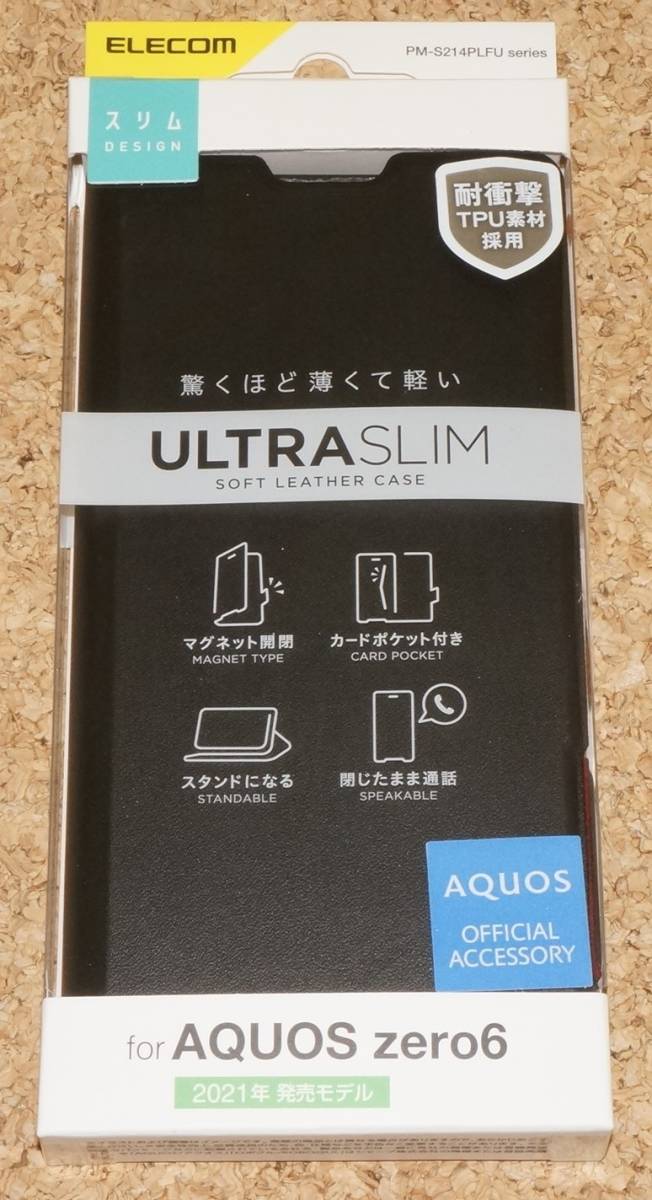 ELECOM
PM-S214PLFU series
スリム
DESIGN
耐衝撃
TPU素材
採用
驚くほど薄くて軽い
ULTRASLIM
SOFT LEATHER CASE
マグネット開閉
MAGNET TYPE
カードポケット付き
CARD POCKET
スタンドになる
STANDABLE
閉じたまま通話
SPEAKABLE
AQUOS
OFFICIAL
ACCESSORY
for AQUOS zero6
2021年 発売モデル